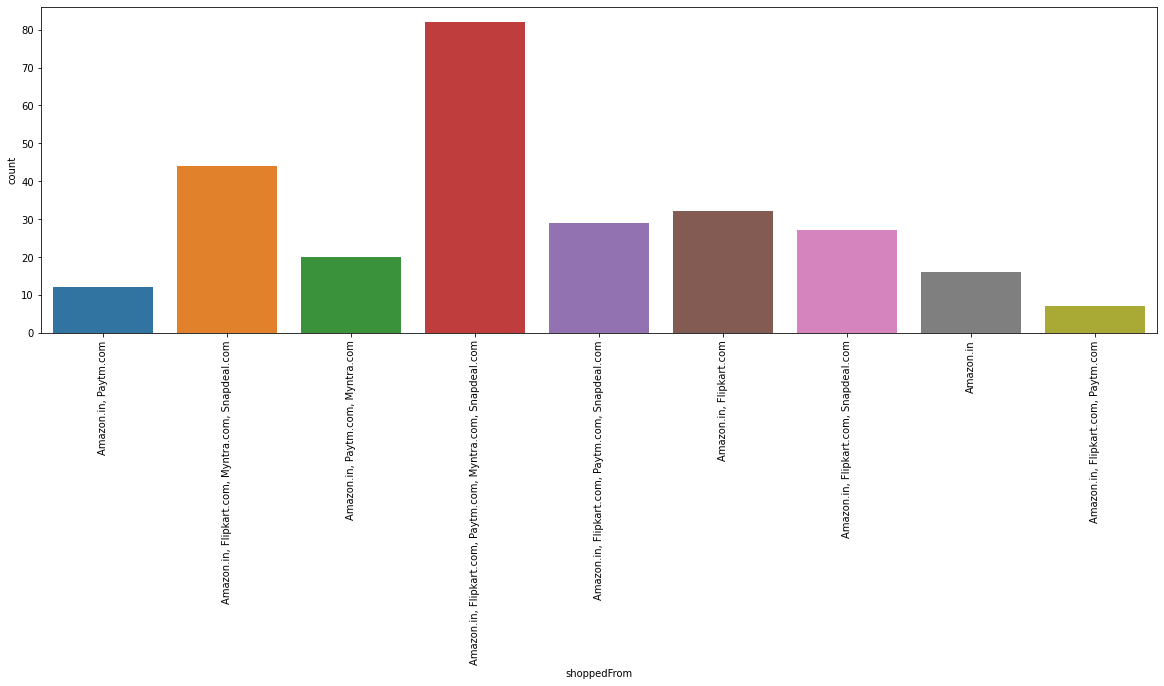 80
70
60
50
40
30
20
10
0
count
Amazon.in, Paytm.com
Amazon.in, Flipkart.com, Myntra.com, Snapdeal.com
Amazon.in, Paytm.com, Myntra.com
Amazon.in, Flipkart.com, Paytm.com, Myntra.com, Snapdeal.com
Amazon.in, Flipkart.com, Paytm.com, Snapdeal.com
Amazon.in, Flipkart.com
Amazon.in, Flipkart.com, Snapdeal.com
Amazon.in
Amazon.in, Flipkart.com, Paytm.com
shoppedFrom